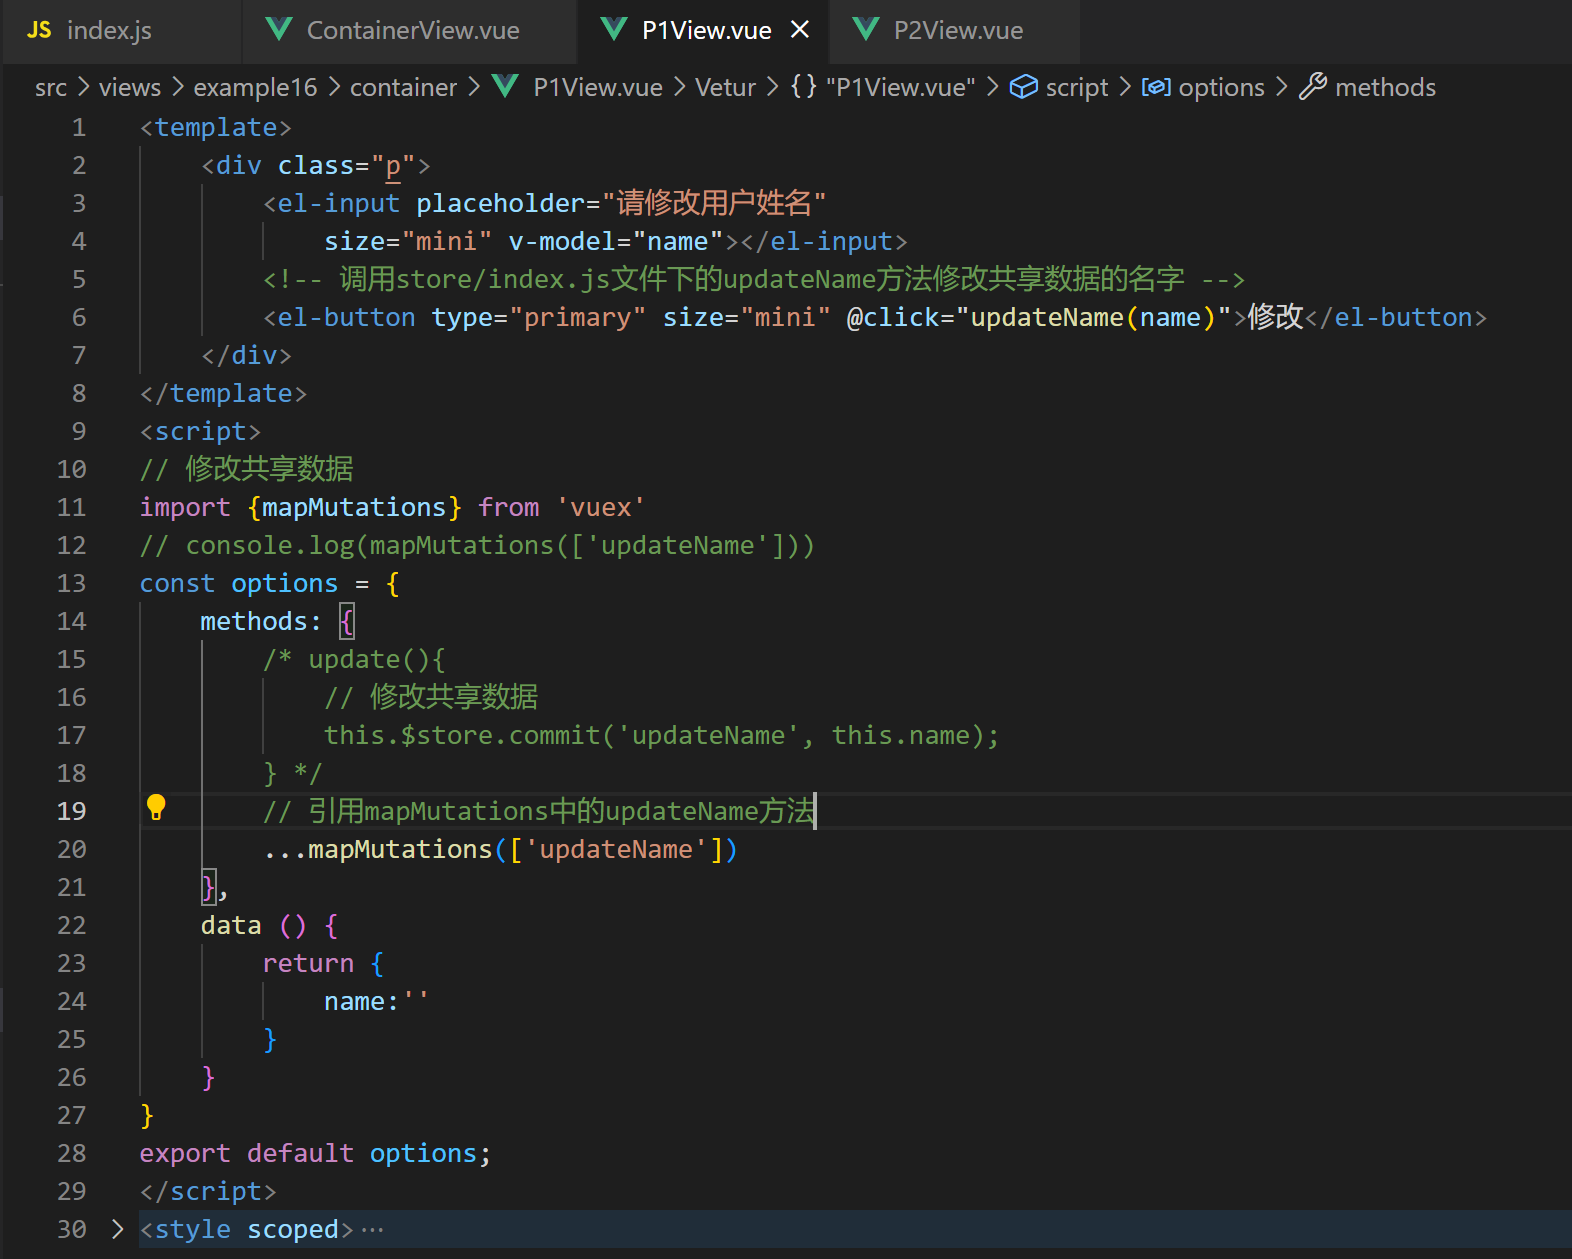 JS index.js ContainerView.vue P1View.vue × P2View.vue
src > views > example16 > container > P1View.vue > Vetur > {} "P1View.vue" > script > options > methods
1 <template>
2 <div class="p">
3 <el-input placeholder="请修改用户姓名"
4 size="mini" v-model="name"></el-input>
5 <!-- 调用store/index.js文件下的updateName方法修改共享数据的名字 -->
6 <el-button type="primary" size="mini" @click="updateName(name)">修改</el-button>
7 </div>
8 </template>
9 <script>
10 // 修改共享数据
11 import {mapMutations} from 'vuex'
12 // console.log(mapMutations(['updateName']))
13 const options = {
14 methods: {
15 /* update(){
16 // 修改共享数据
17 this.$store.commit('updateName', this.name);
18 } */
19 // 引用mapMutations中的updateName方法
20 ...mapMutations(['updateName'])
21 },
22 data () {
23 return {
24 name:''
25 }
26 }
27 }
28 export default options;
29 </script>
30 > <style scoped> ···